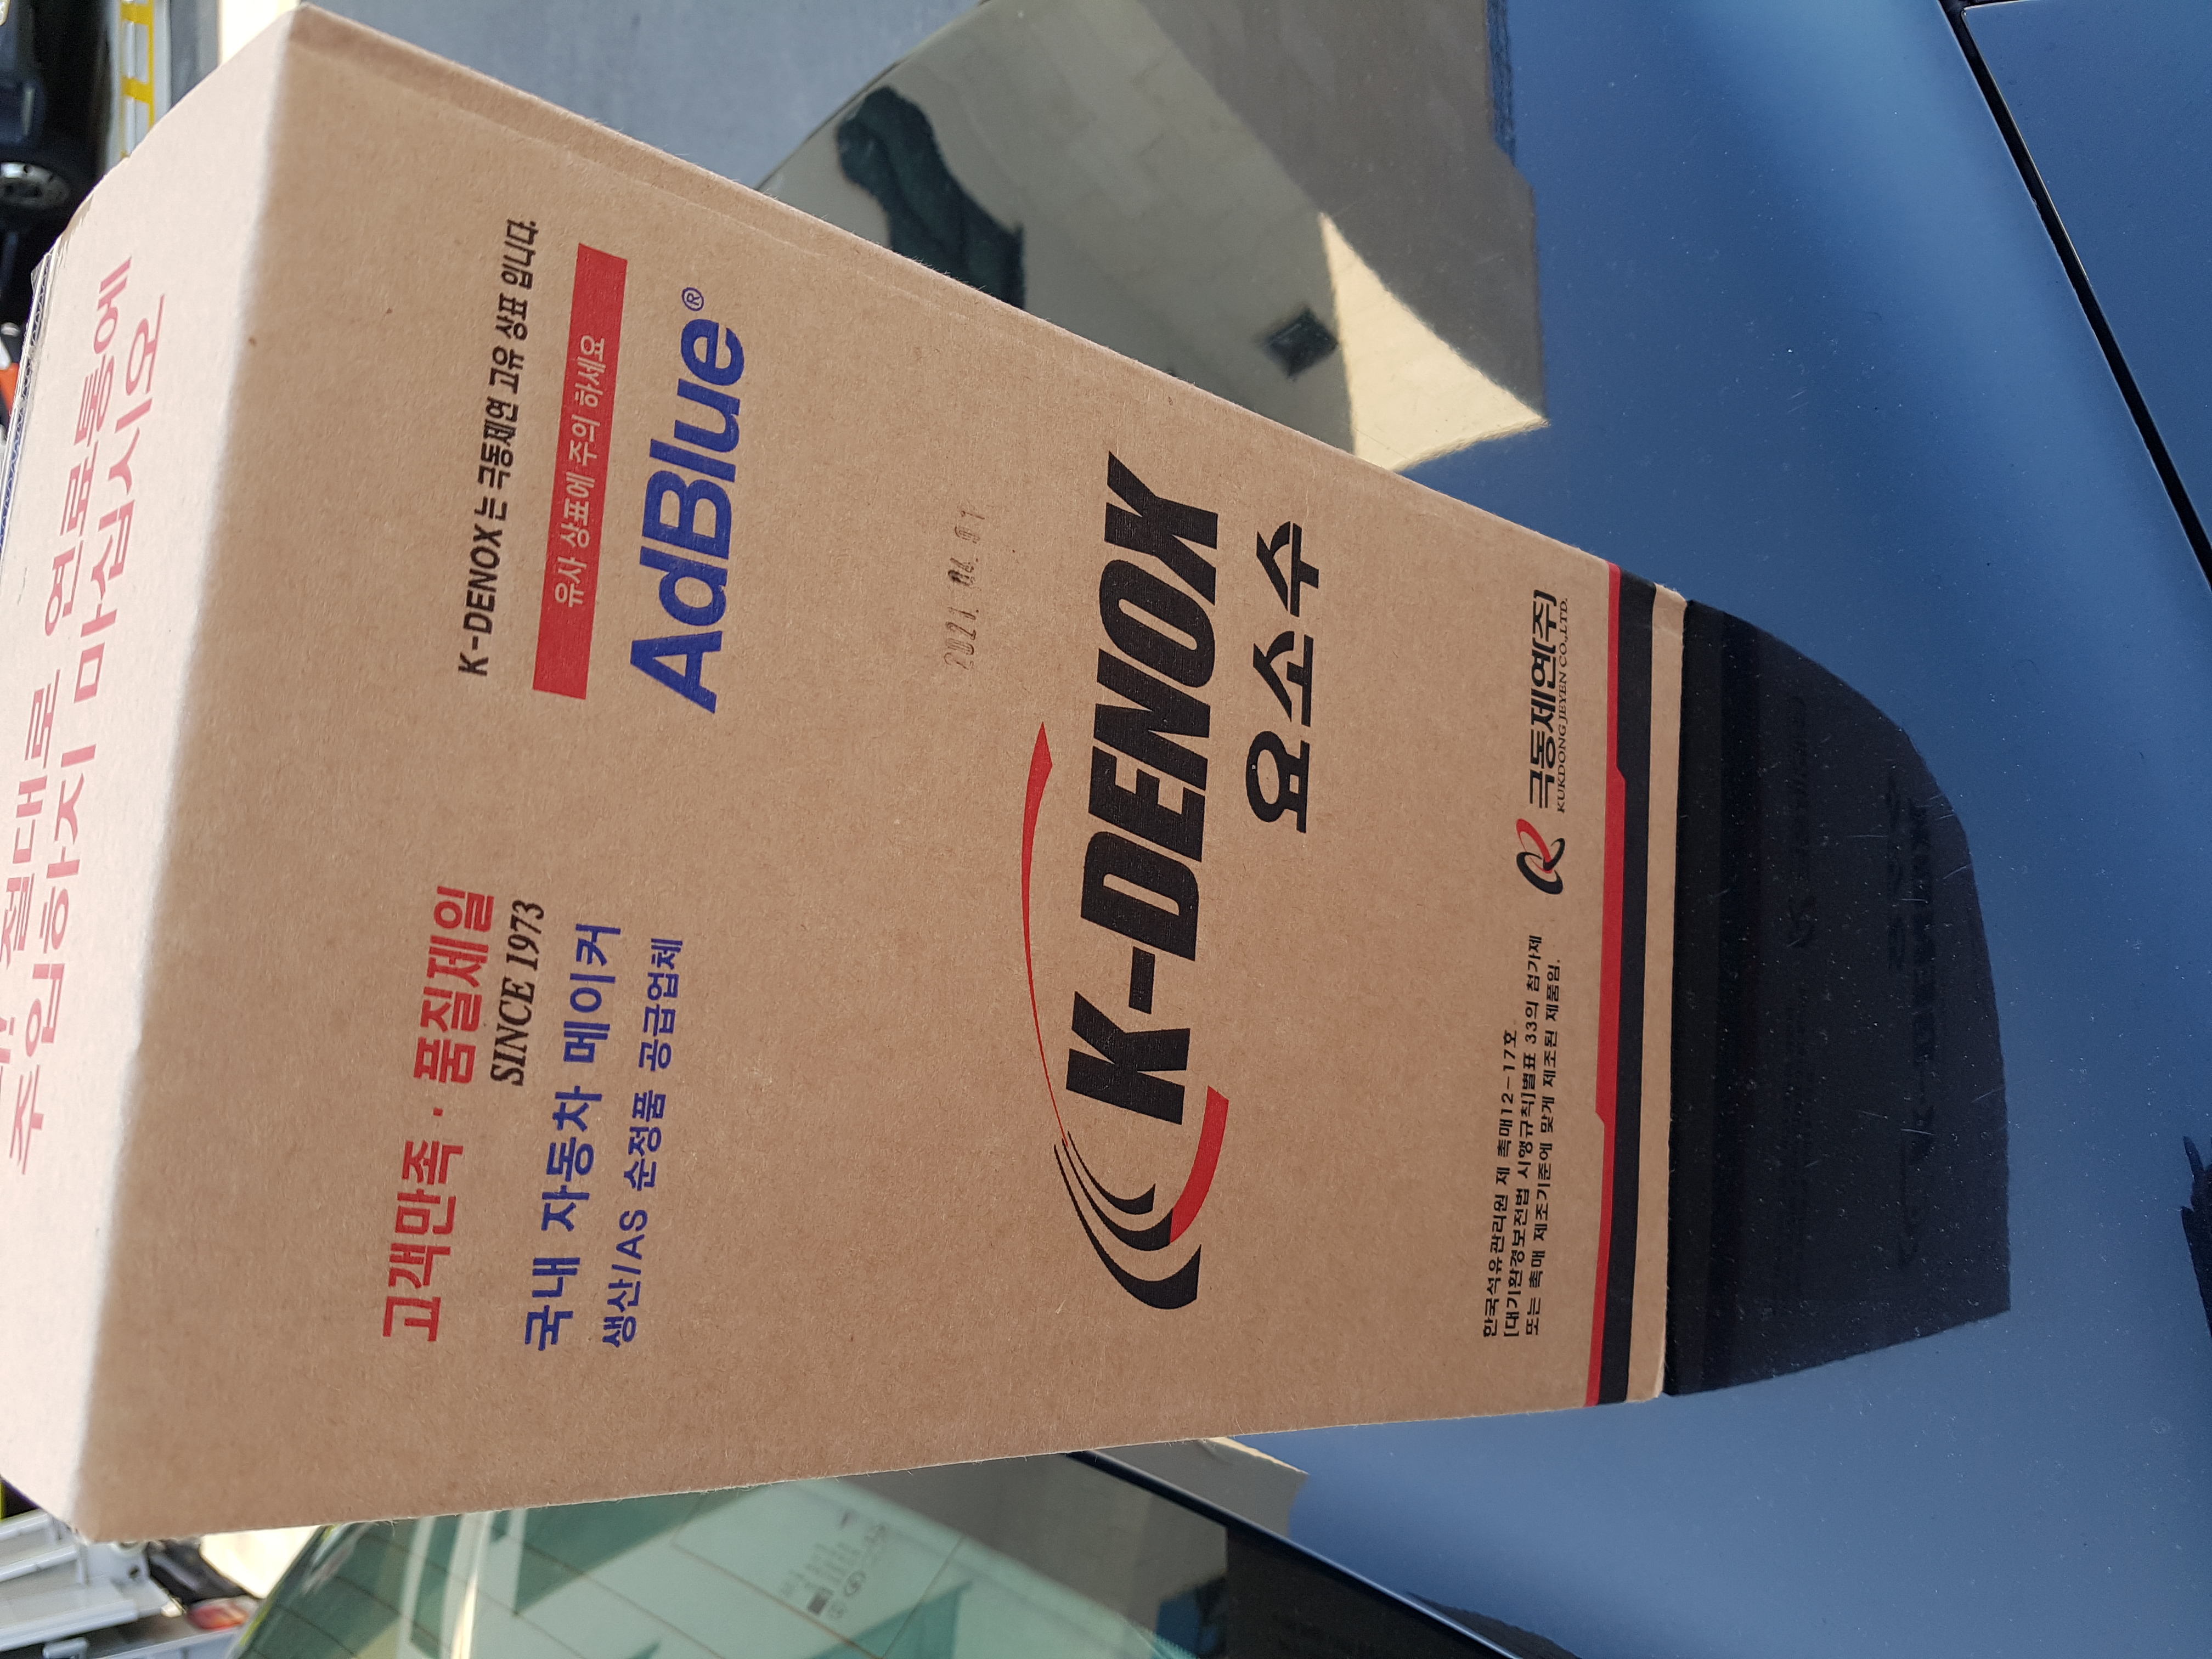 절대로 연료통에
주입하지 마십시오
고객만족 · 품질제일
SINCE 1973
국내 자동차 메이커
생산/AS 순정품 공급업체
K-DENOX는 극동제연 고유 상표 입니다.
유사 상표에 주의 하세요
AdBlue®
2021. 04. 01
K-DENOX
요소수
한국석유관리원 제 촉매12-17호
[대기환경보전법 시행규칙]별표 33의 첨가제
또는 촉매 제조기준에 맞게 제조된 제품임.
극동제연(주)
KUKDONG JEYEN CO.,LTD.